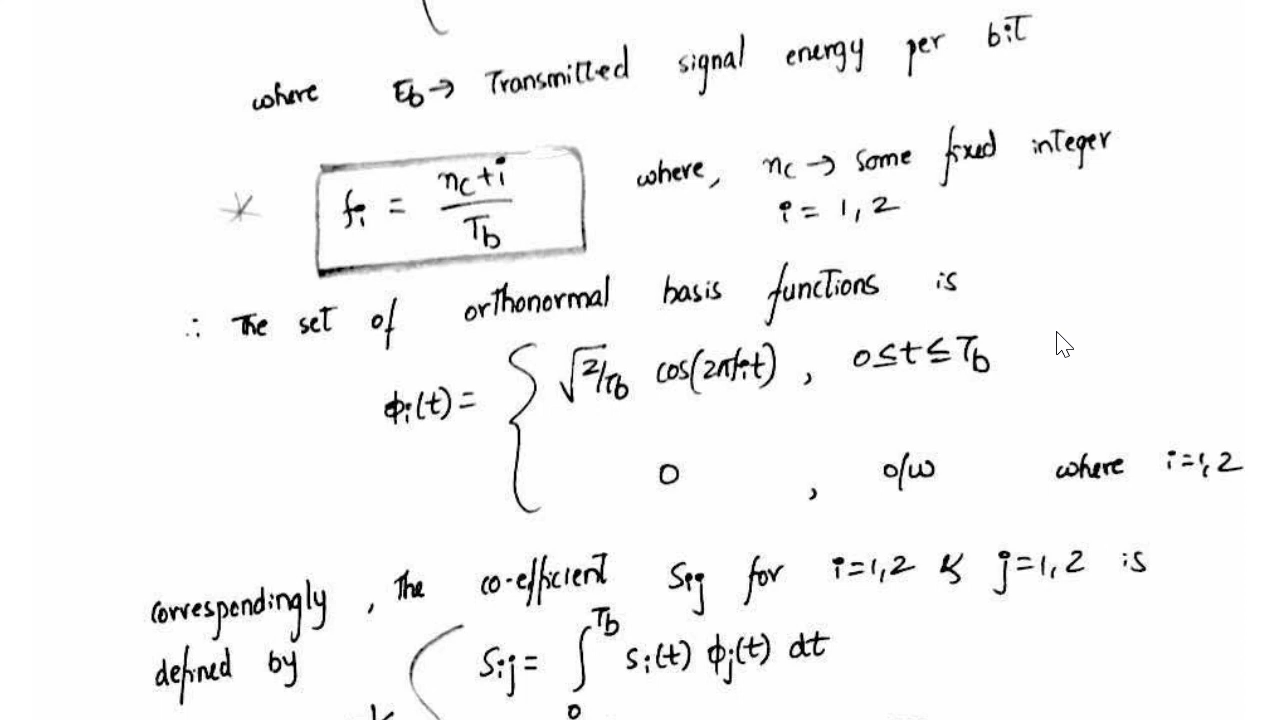 where Eb → Transmitted signal energy per bit
* fi = (nc+i)/Tb where, nc → some fixed integer
i = 1, 2
∴ The set of orthonormal basis functions is
φi(t) = { √2/Tb cos(2πfit), 0≤t≤Tb
0 , o/w where i=1,2
correspondingly, the co-efficient Sij for i=1,2 & j=1,2 is
defined by Sij = ∫₀^Tb si(t) φj(t) dt